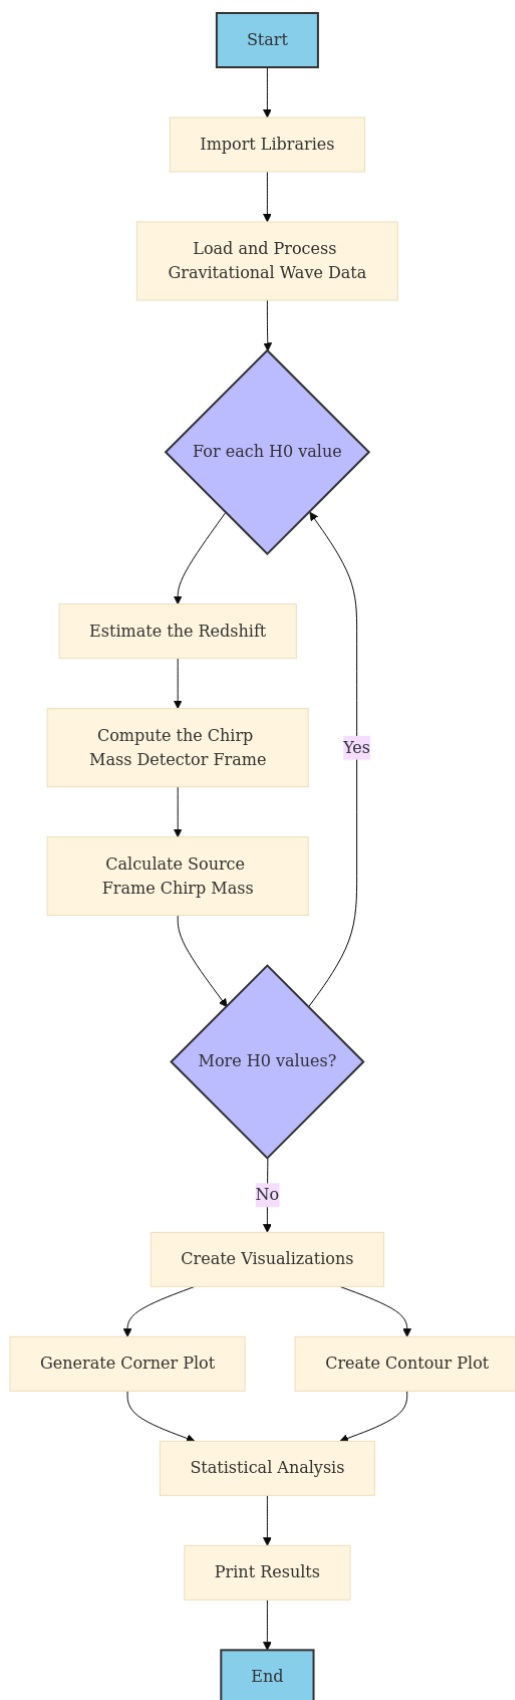 Start
Import Libraries
Load and Process
Gravitational Wave Data
For each H0 value
Estimate the Redshift
Compute the Chirp
Mass Detector Frame
Yes
Calculate Source
Frame Chirp Mass
More H0 values?
No
Create Visualizations
Generate Corner Plot
Create Contour Plot
Statistical Analysis
Print Results
End